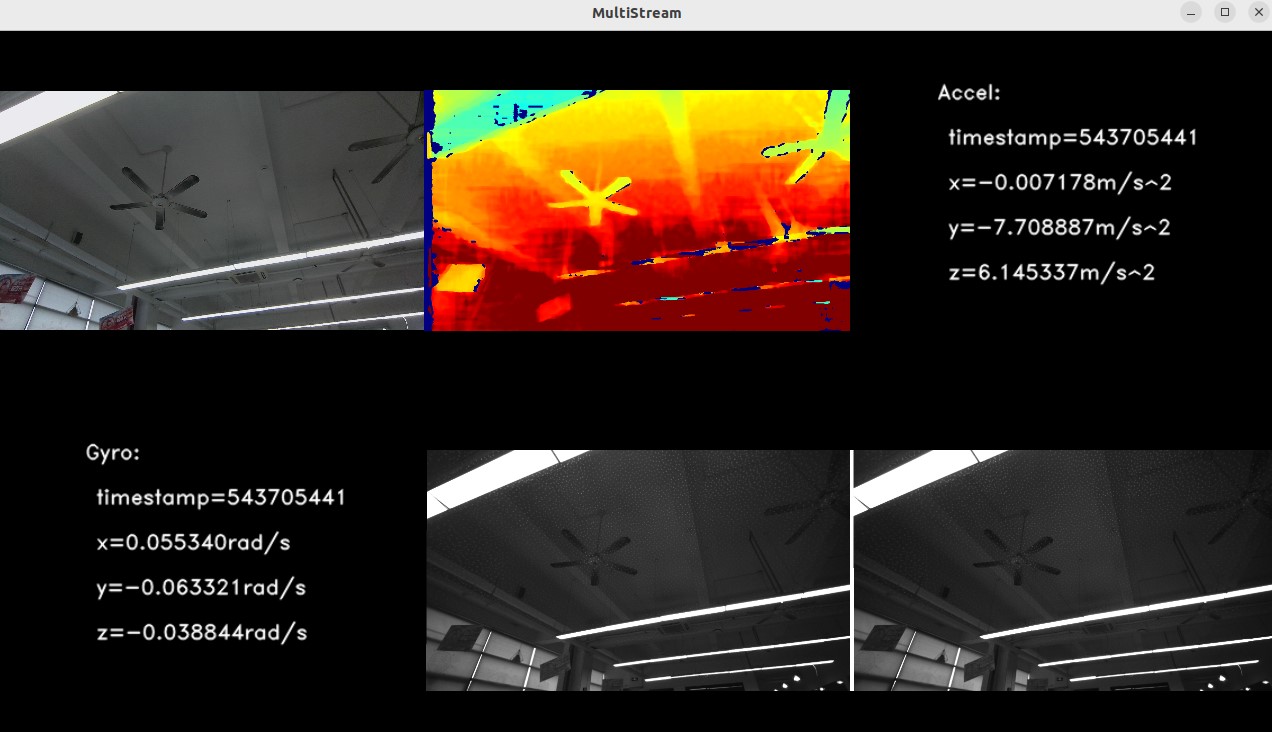 MultiStream
Accel:
timestamp=543705441
x=-0.007178m/s^2
y=-7.708887m/s^2
z=6.145337m/s^2
Gyro:
timestamp=543705441
x=0.055340rad/s
y=-0.063321rad/s
z=-0.038844rad/s